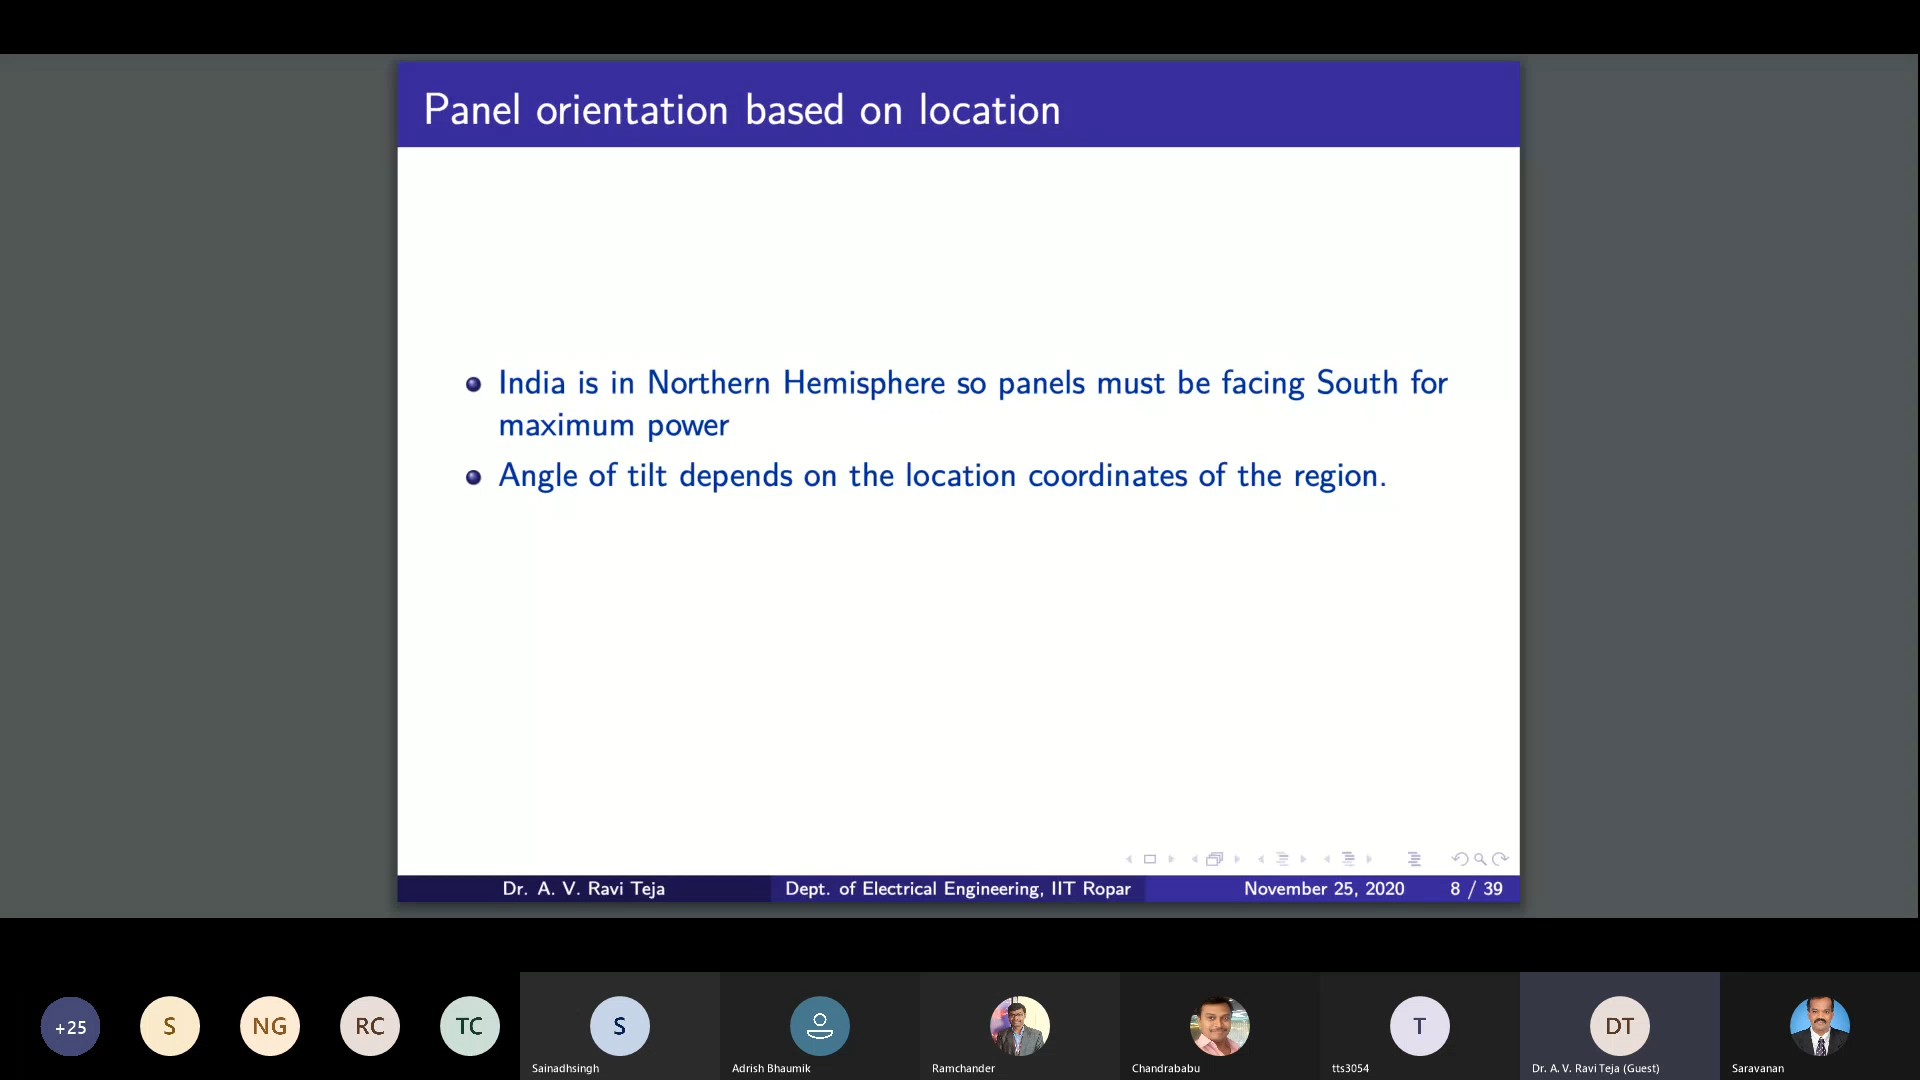 Panel orientation based on location
India is in Northern Hemisphere so panels must be facing South for
maximum power
Angle of tilt depends on the location coordinates of the region.
Dr. A. V. Ravi Teja Dept. of Electrical Engineering, IIT Ropar November 25, 2020 8 / 39
+25 S NG RC TC S T DT
Sainadhsingh Adrish Bhaumik Ramchander Chandrababu tts3054 Dr. A. V. Ravi Teja (Guest) Saravanan